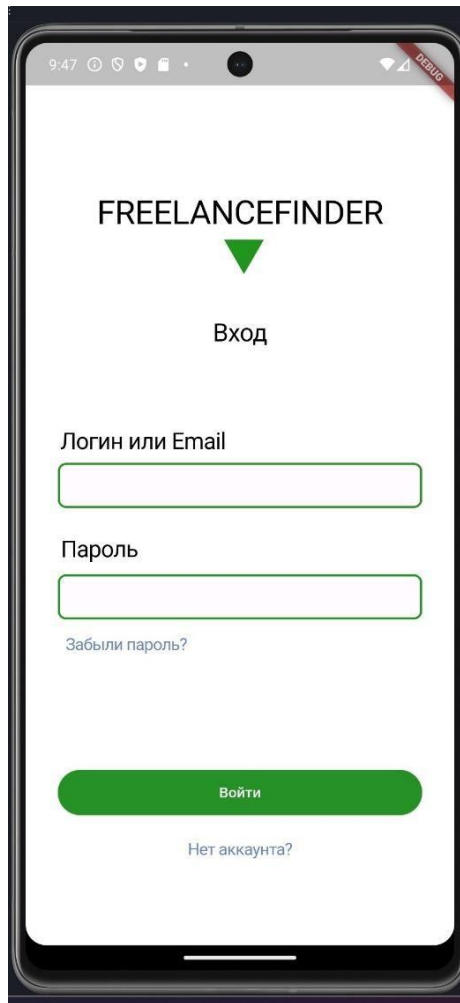 9:47
DEBUG
FREELANCEFINDER
Вход
Логин или Email
Пароль
Забыли пароль?
Войти
Нет аккаунта?